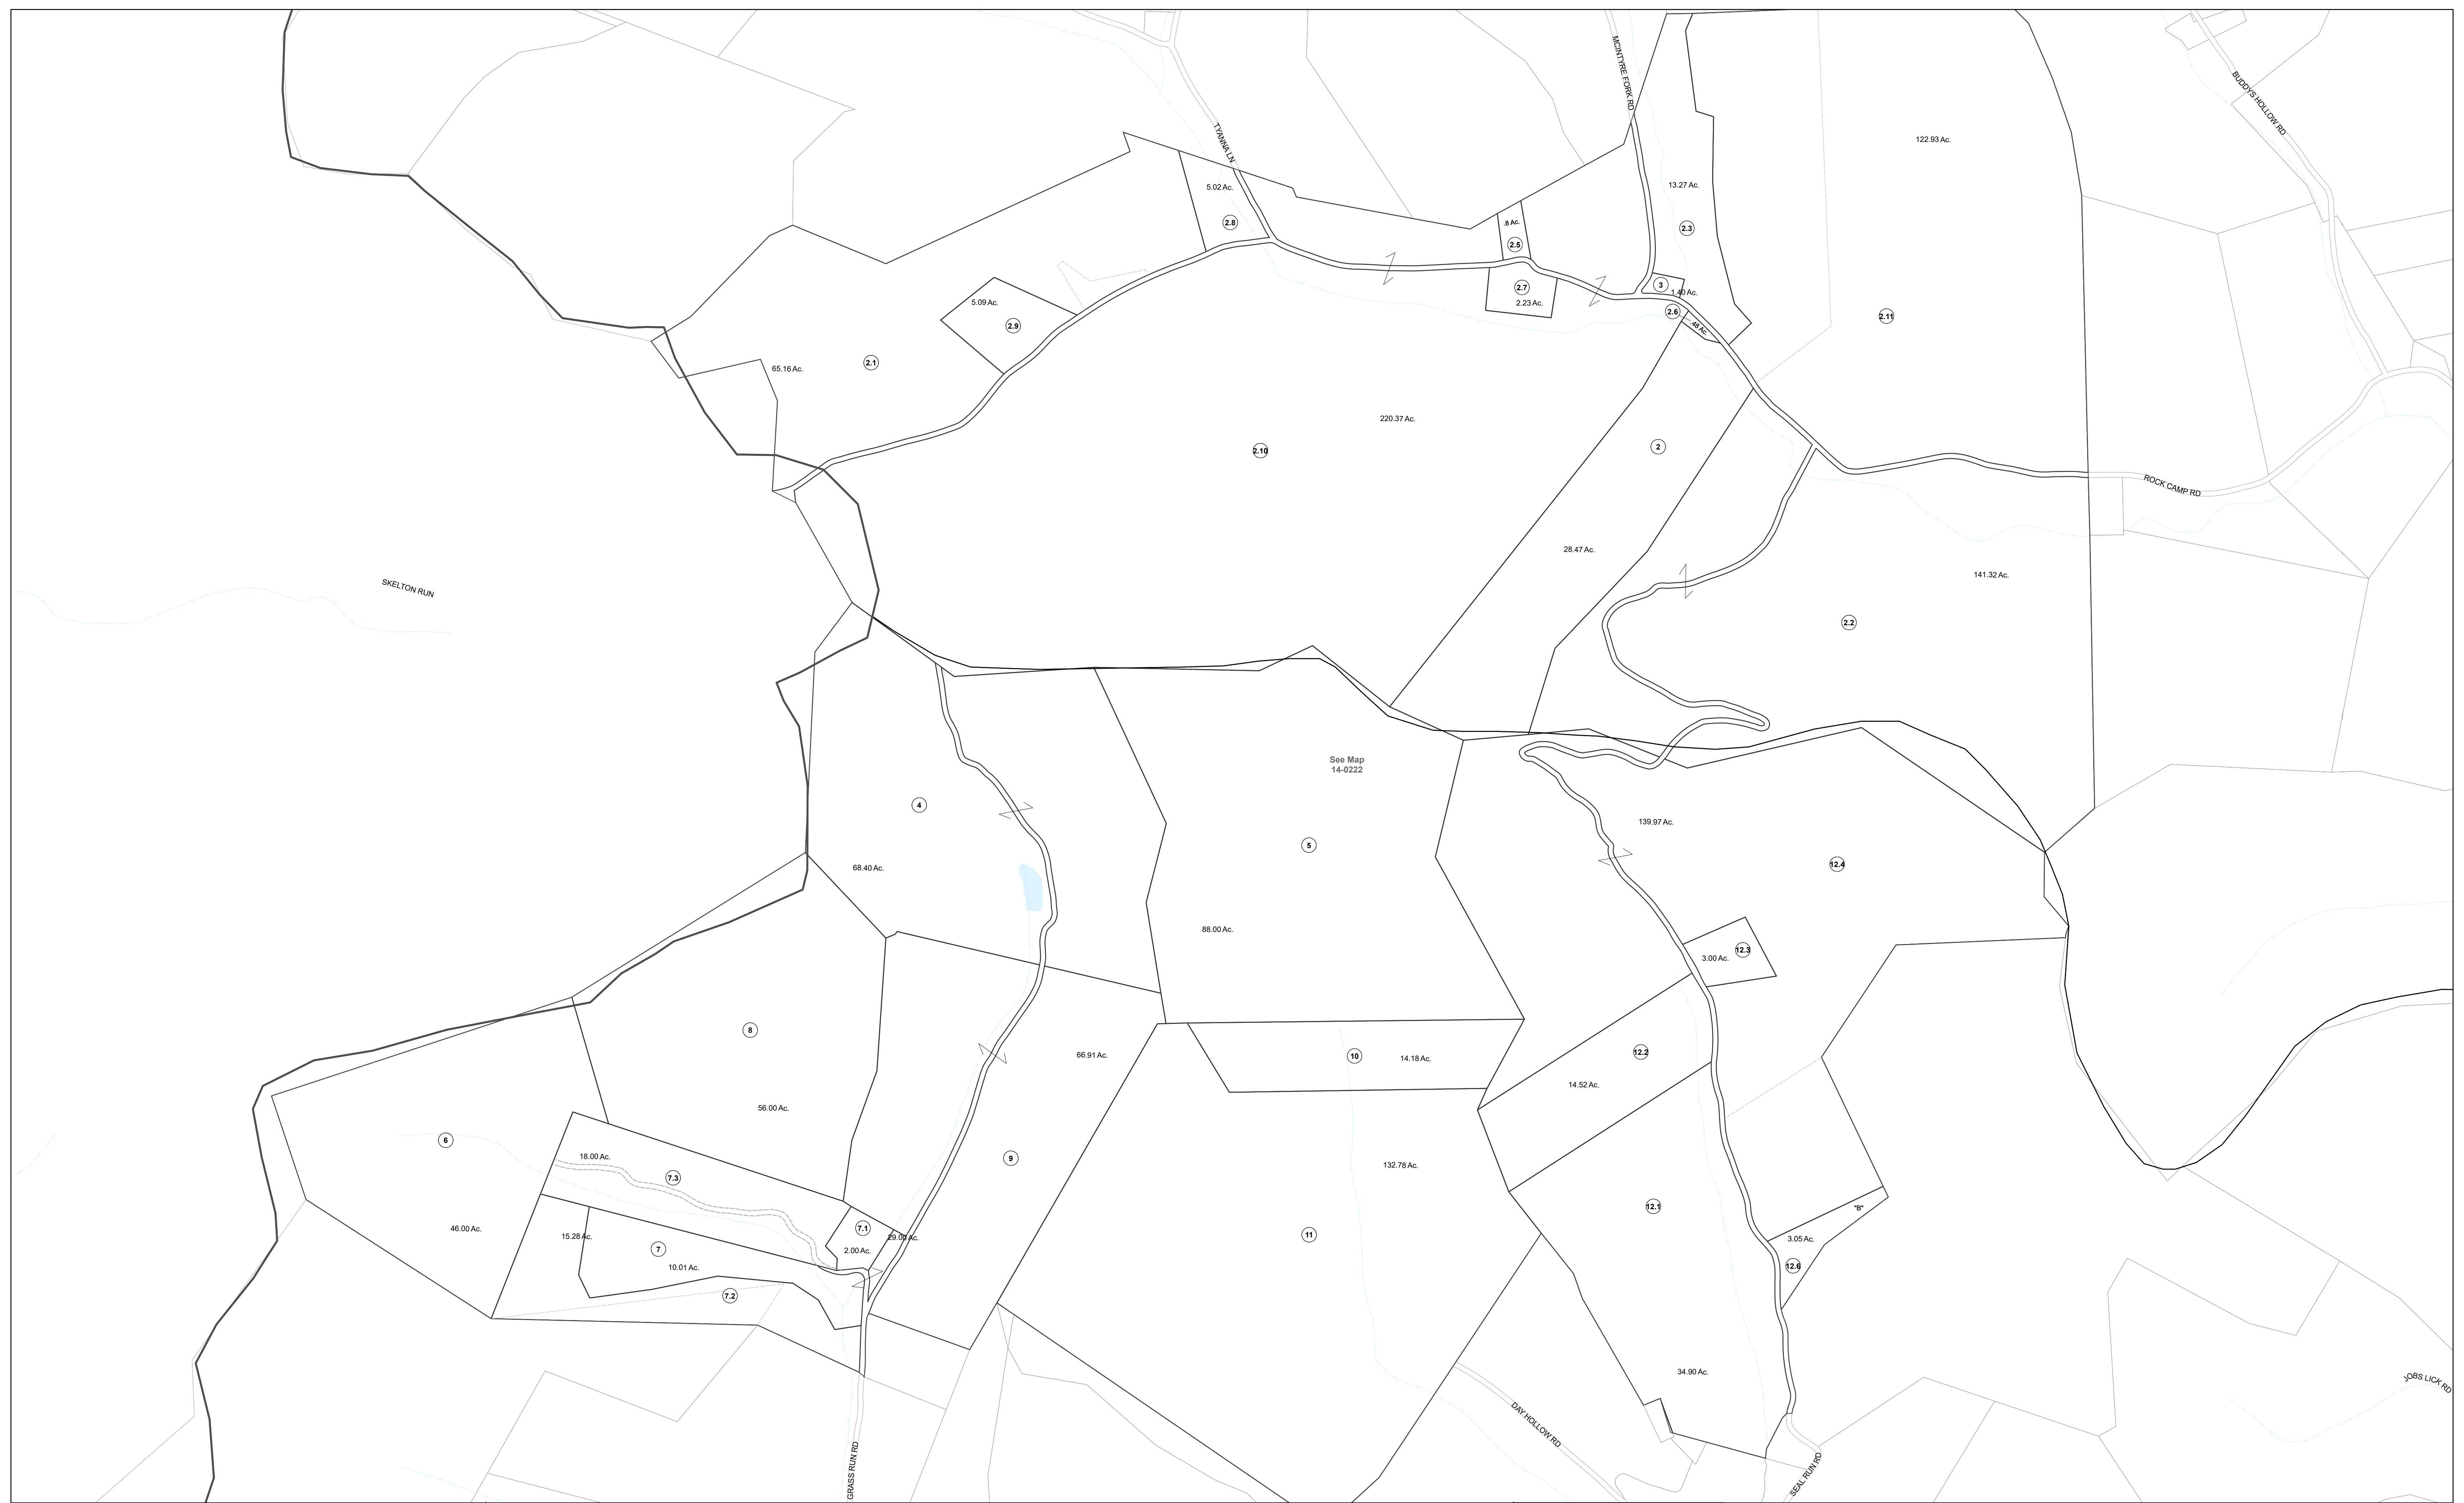 MCINTYRE FORK RD
BUDDYS HOLLOW RD
TYANNA LN
122.93 Ac.
5.02 Ac.
13.27 Ac.
2.8
.8 Ac.
2.3
2.5
2.7
3
1.40 Ac.
5.09 Ac.
2.23 Ac.
2.6
.48 Ac.
2.11
2.9
2.1
65.16 Ac.
220.37 Ac.
2.10
2
ROCK CAMP RD
28.47 Ac.
141.32 Ac.
SKELTON RUN
2.2
See Map
14-0222
4
139.97 Ac.
5
12.4
68.40 Ac.
88.00 Ac.
12.3
3.00 Ac.
8
66.91 Ac.
10
14.18 Ac.
12.2
14.52 Ac.
56.00 Ac.
6
18.00 Ac.
9
132.78 Ac.
7.3
12.1
"B"
46.00 Ac.
15.28 Ac.
7.1
29.00 Ac.
11
7
2.00 Ac.
3.05 Ac.
10.01 Ac.
12.6
7.2
34.90 Ac.
JOBS LICK RD
DAY HOLLOW RD
GRASS RUN RD
SEAL RUN RD